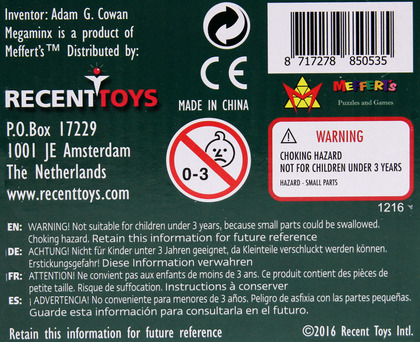 Inventor: Adam G. Cowan
Megaminx is a product of
Meffert's™ Distributed by:
RECENTTOYS
P.O.Box 17229
1001 JE Amsterdam
The Netherlands
www.recenttoys.com
CE
MADE IN CHINA
0-3
8 717278 850535
MEFFERT'S
Puzzles and Games
WARNING
CHOKING HAZARD
NOT FOR CHILDREN UNDER 3 YEARS
HAZARD - SMALL PARTS
1216
EN: WARNING! Not suitable for children under 3 years, because small parts could be swallowed.
Choking hazard. Retain this information for future reference
DE: ACHTUNG! Nicht für Kinder unter 3 Jahren geeignet, da Kleinteile verschluckt werden können.
Erstickungsgefahr! Diese Information verwahren
FR: ATTENTION! Ne convient pas aux enfants de moins de 3 ans. Ce produit contient des pièces de
petite taille. Risque de suffocation. Instructions à conserver
ES: ¡ ADVERTENCIA! No conveniente para menores de 3 años. Peligro de asfixia con las partes pequeñas.
Guarde esta información para consultarla en el futuro.
Retain this information for future reference
©2016 Recent Toys Intl.